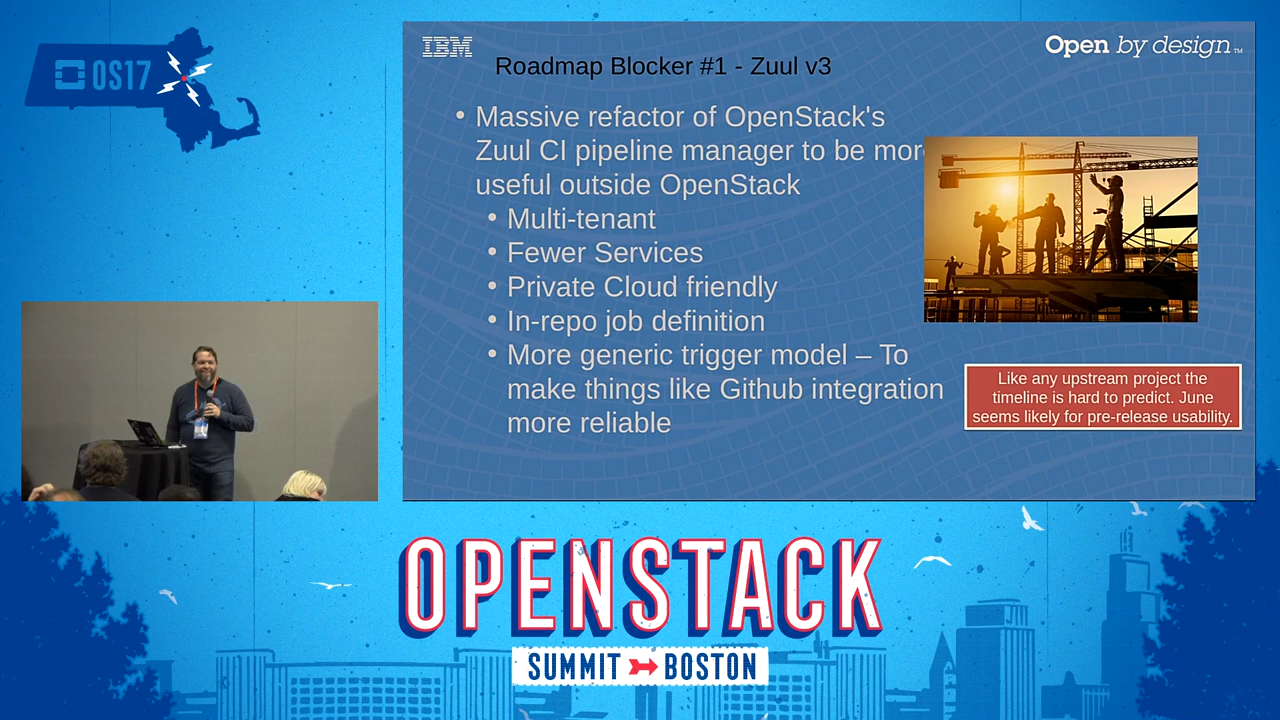 OS17
IBM
Open by design™
Roadmap Blocker #1 - Zuul v3
• Massive refactor of OpenStack's
Zuul CI pipeline manager to be more
useful outside OpenStack
• Multi-tenant
• Fewer Services
• Private Cloud friendly
• In-repo job definition
• More generic trigger model – To
make things like Github integration
more reliable
Like any upstream project the
timeline is hard to predict. June
seems likely for pre-release usability.
OPENSTACK
SUMMIT BOSTON